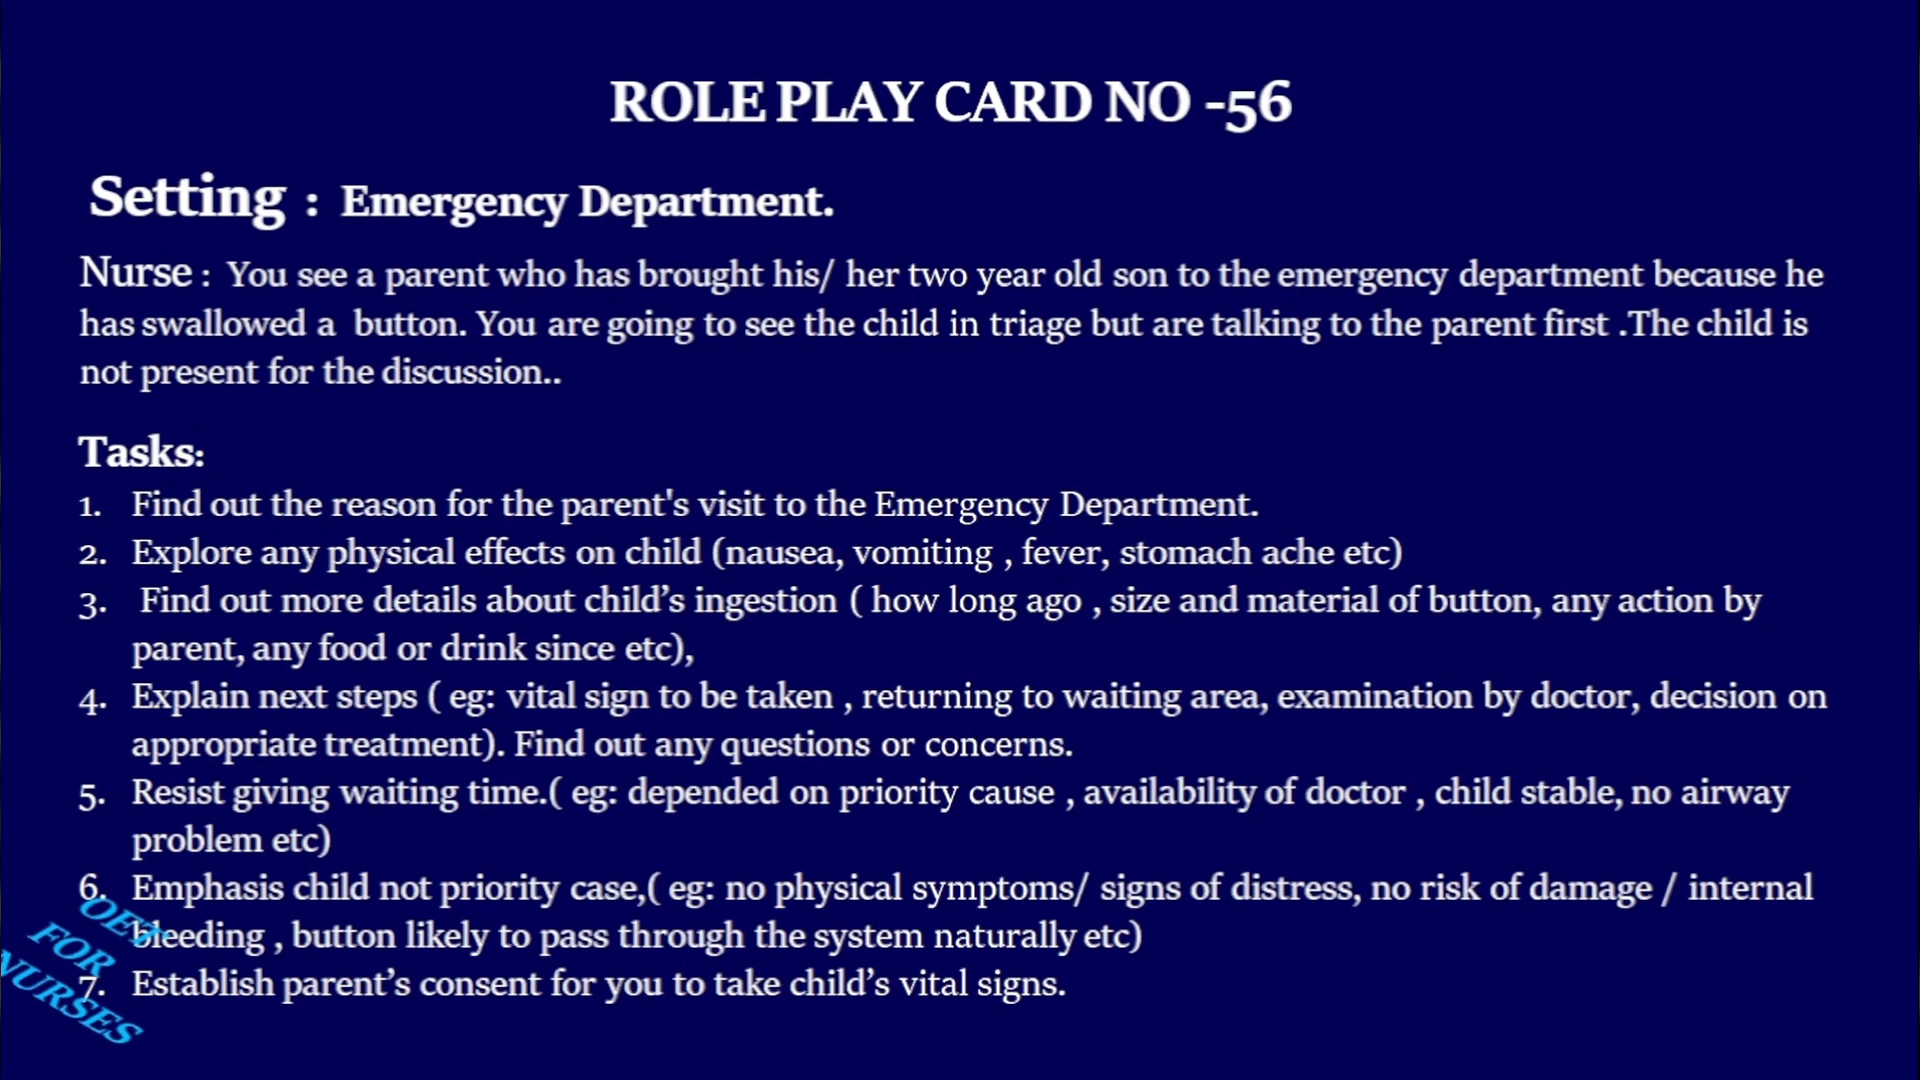 ROLE PLAY CARD NO -56
Setting : Emergency Department.
Nurse : You see a parent who has brought his/ her two year old son to the emergency department because he
has swallowed a button. You are going to see the child in triage but are talking to the parent first .The child is
not present for the discussion..
Tasks:
1. Find out the reason for the parent's visit to the Emergency Department.
2. Explore any physical effects on child (nausea, vomiting , fever, stomach ache etc)
3. Find out more details about child’s ingestion ( how long ago , size and material of button, any action by
parent, any food or drink since etc),
4. Explain next steps ( eg: vital sign to be taken , returning to waiting area, examination by doctor, decision on
appropriate treatment). Find out any questions or concerns.
5. Resist giving waiting time.( eg: depended on priority cause , availability of doctor , child stable, no airway
problem etc)
6. Emphasis child not priority case,( eg: no physical symptoms/ signs of distress, no risk of damage / internal
bleeding , button likely to pass through the system naturally etc)
7. Establish parent’s consent for you to take child’s vital signs.
OET
FOR
NURSES